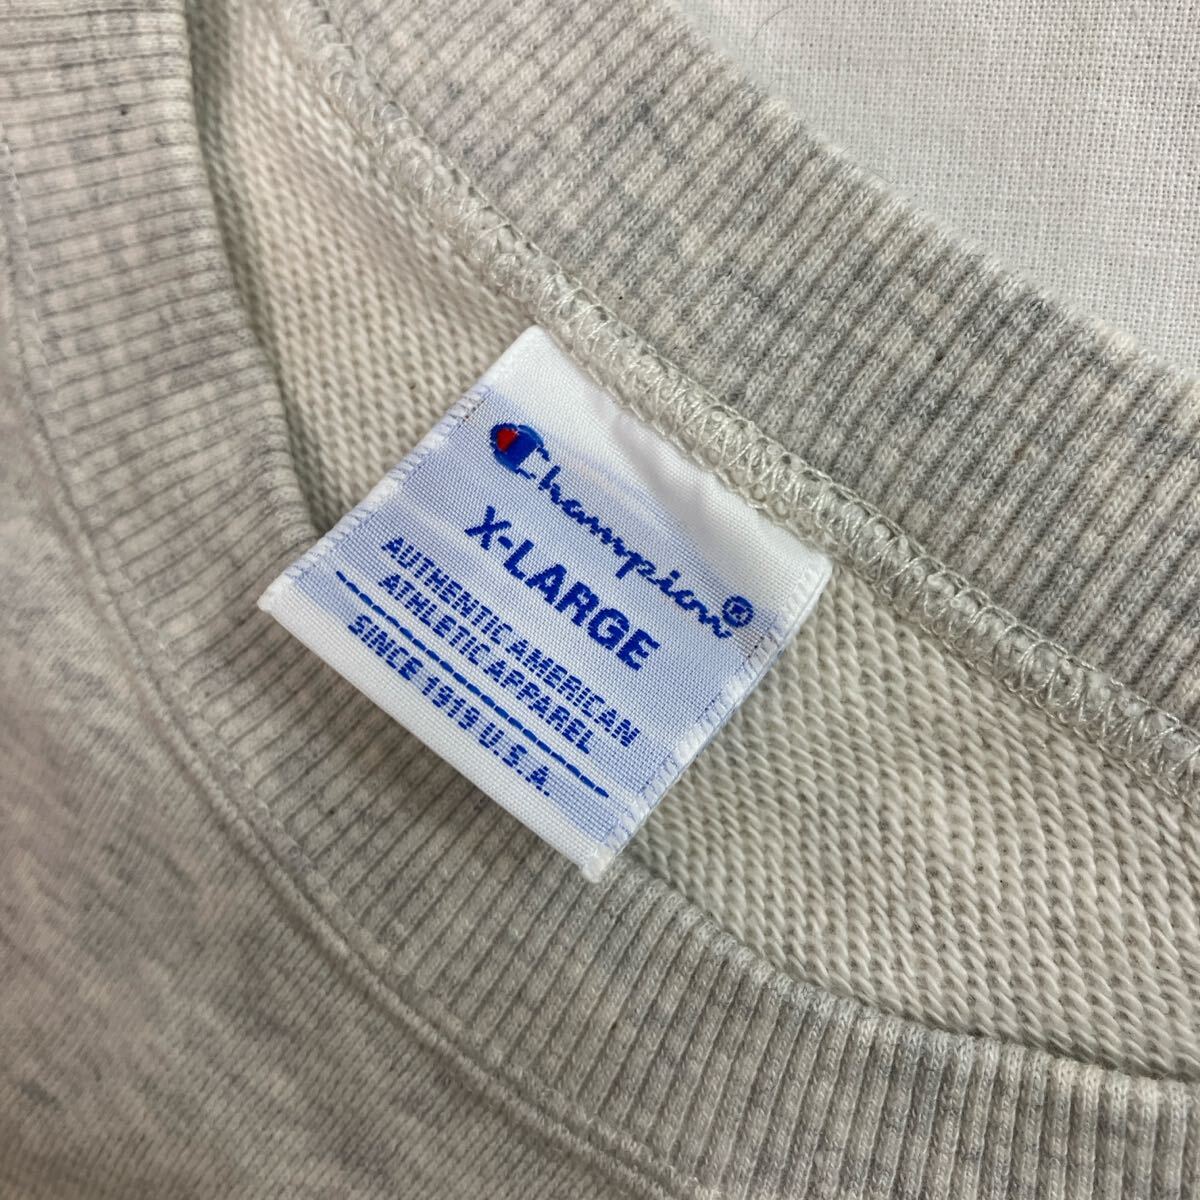 Champion®
X-LARGE
AUTHENTIC AMERICAN
ATHLETIC APPAREL
SINCE 1919 U.S.A.